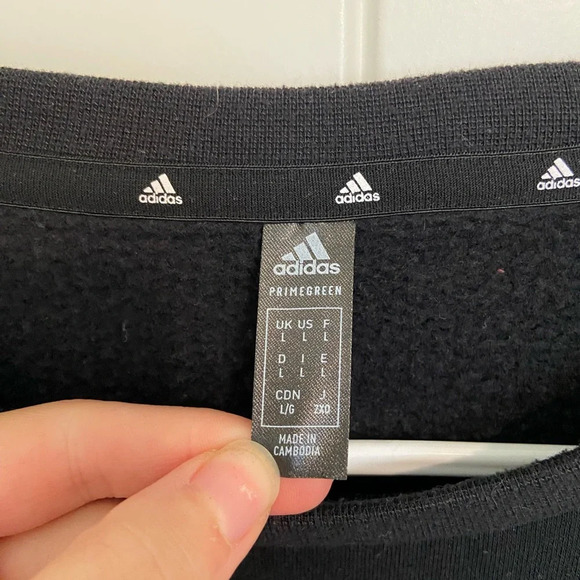 adidas adidas adidas
adidas
PRIMEGREEN
UK US F
L L L
D I E
L L L
CDN J
L/G 2XO
MADE IN
CAMBODIA